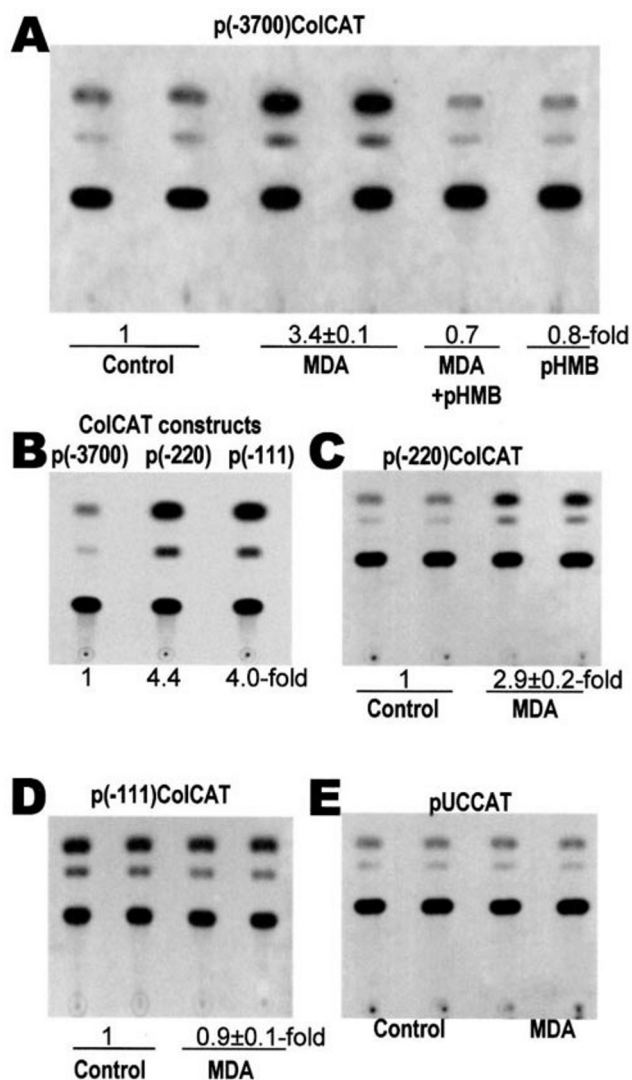 A
p(-3700)ColCAT
1 3.4±0.1 0.7 0.8-fold
Control MDA MDA pHMB
+pHMB
ColCAT constructs
B p(-3700) p(-220) p(-111)
1 4.4 4.0-fold
C p(-220)ColCAT
1 2.9±0.2-fold
Control MDA
D p(-111)ColCAT
1 0.9±0.1-fold
Control MDA
E pUCCAT
Control MDA